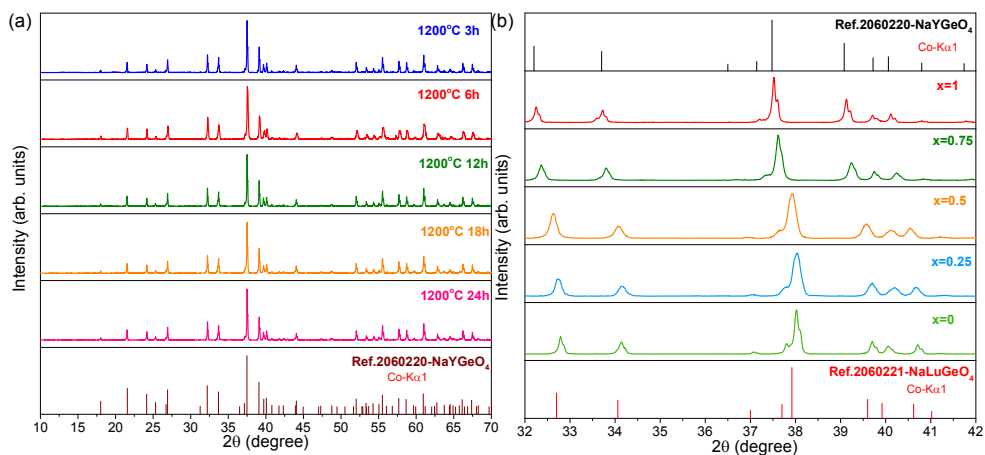 (a)
1200°C 3h
1200°C 6h
1200°C 12h
1200°C 18h
1200°C 24h
Ref.2060220-NaYGeO₄
Co-Kα1
Intensity (arb. units)
10 15 20 25 30 35 40 45 50 55 60 65 70
2θ (degree)
(b)
Ref.2060220-NaYGeO₄
Co-Kα1
x=1
x=0.75
x=0.5
x=0.25
x=0
Ref.2060221-NaLuGeO₄
Co-Kα1
Intensity (arb. units)
32 33 34 35 36 37 38 39 40 41 42
2θ (degree)